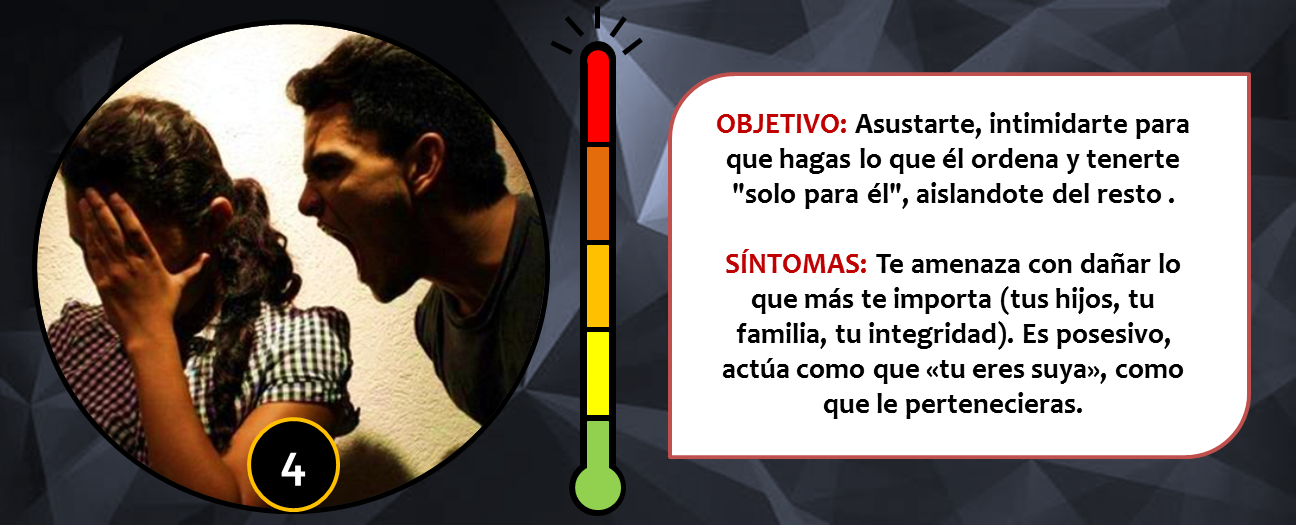 4
OBJETIVO: Asustarte, intimidarte para
que hagas lo que él ordena y tenerte
"solo para él", aislandote del resto .
SÍNTOMAS: Te amenaza con dañar lo
que más te importa (tus hijos, tu
familia, tu integridad). Es posesivo,
actúa como que «tu eres suya», como
que le pertenecieras.